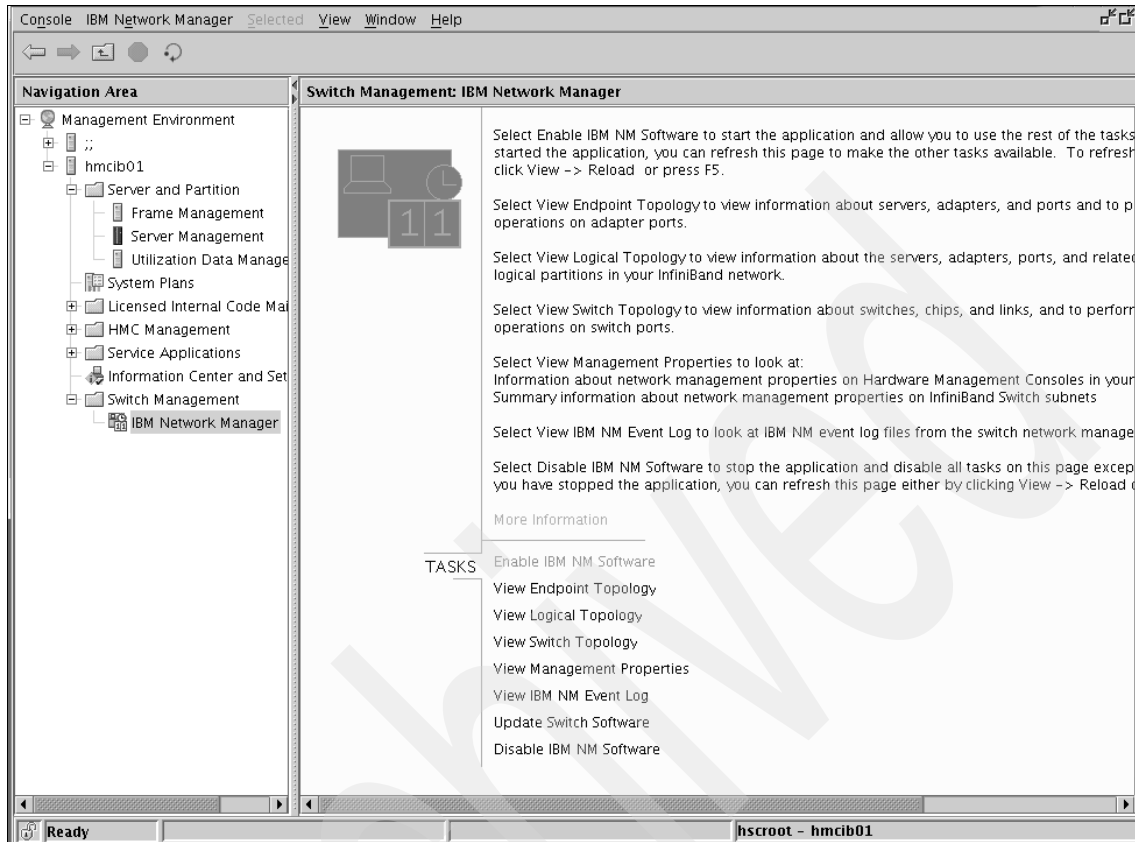 Console IBM Network Manager Selected View Window Help
Navigation Area
Management Environment
;;
hmcib01
Server and Partition
Frame Management
Server Management
Utilization Data Manage
System Plans
Licensed Internal Code Mai
HMC Management
Service Applications
Information Center and Set
Switch Management
IBM Network Manager
Switch Management: IBM Network Manager
11
Select Enable IBM NM Software to start the application and allow you to use the rest of the tasks
started the application, you can refresh this page to make the other tasks available. To refresh
click View -> Reload or press F5.
Select View Endpoint Topology to view information about servers, adapters, and ports and to p
operations on adapter ports.
Select View Logical Topology to view information about the servers, adapters, ports, and related
logical partitions in your InfiniBand network.
Select View Switch Topology to view information about switches, chips, and links, and to perfor
operations on switch ports.
Select View Management Properties to look at:
Information about network management properties on Hardware Management Consoles in your
Summary information about network management properties on InfiniBand Switch subnets
Select View IBM NM Event Log to look at IBM NM event log files from the switch network manage
Select Disable IBM NM Software to stop the application and disable all tasks on this page excep
you have stopped the application, you can refresh this page either by clicking View -> Reload o
More Information
TASKS
Enable IBM NM Software
View Endpoint Topology
View Logical Topology
View Switch Topology
View Management Properties
View IBM NM Event Log
Update Switch Software
Disable IBM NM Software
Ready
hscroot - hmcib01
hived